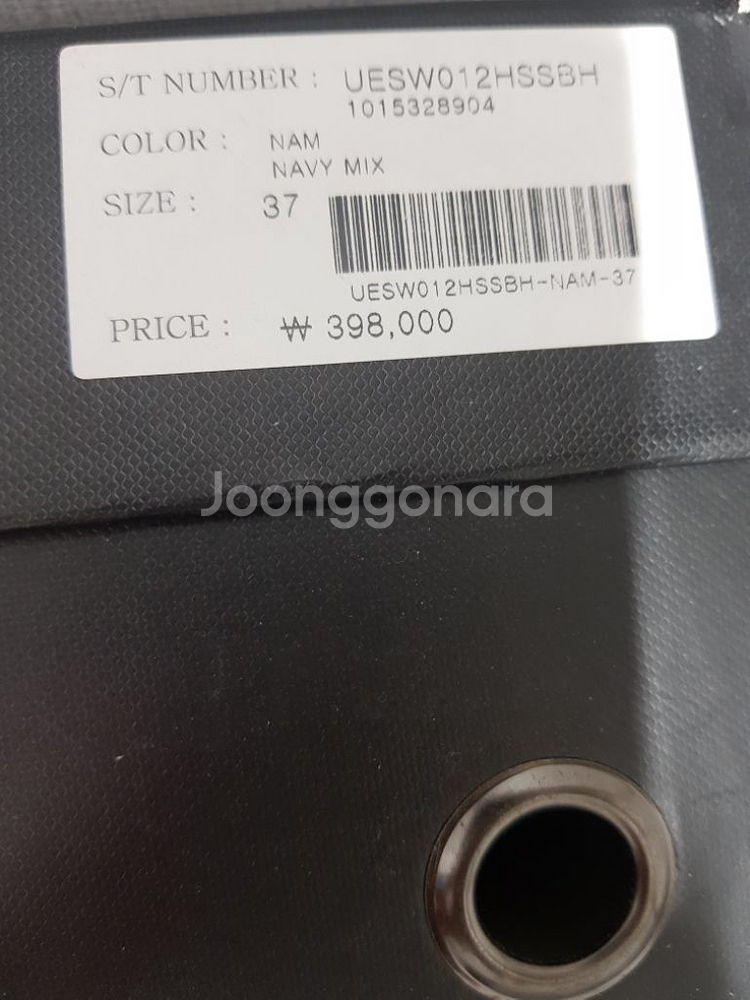 S/T NUMBER : UESW012HSSBH
1015328904
COLOR : NAM
NAVY MIX
SIZE : 37
UESW012HSSBH-NAM-37
PRICE : ₩ 398,000
Joonggonara